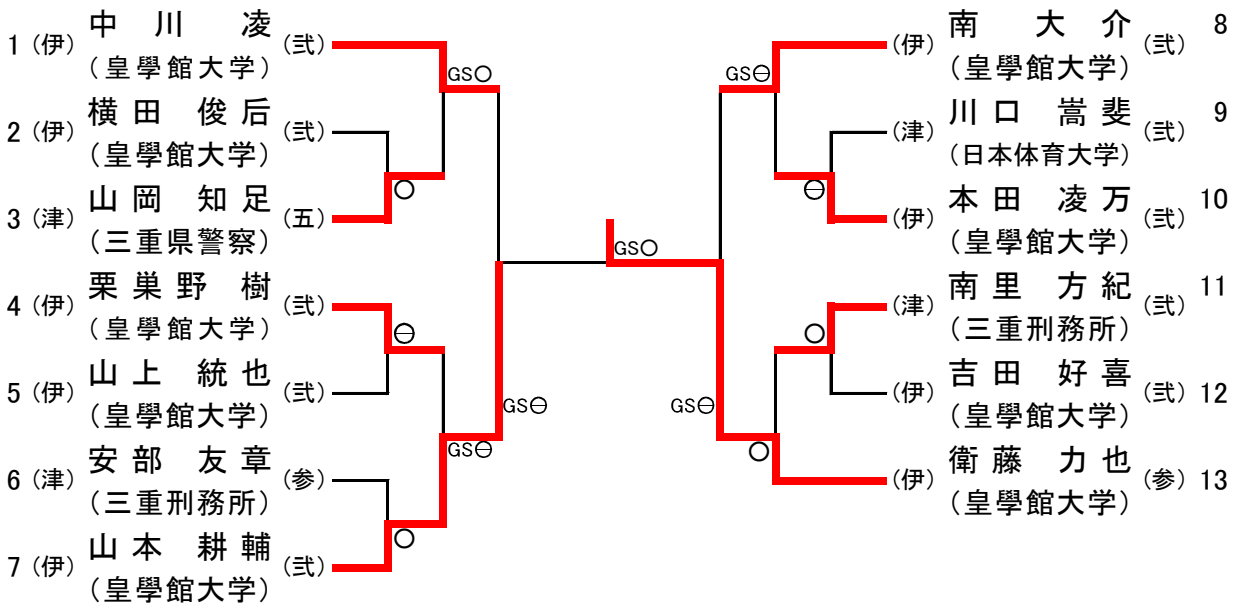 1 (伊) 中川 凌 (弐)
(皇學館大学)
2 (伊) 横田 俊后 (弐)
(皇學館大学)
3 (津) 山岡 知足 (五)
(三重県警察)
4 (伊) 栗巣野 樹 (弐)
(皇學館大学)
5 (伊) 山上 統也 (弐)
(皇學館大学)
6 (津) 安部 友章 (参)
(三重刑務所)
7 (伊) 山本 耕輔 (弐)
(皇學館大学)
GS○
○
⊖
GS⊖
○
GS⊖
GS○
GS⊖
⊖
○
GS⊖
○
(伊) 南 大介 (弐) 8
(皇學館大学)
(津) 川口 嵩斐 (弐) 9
(日本体育大学)
(伊) 本田 凌万 (弐) 10
(皇學館大学)
(津) 南里 方紀 (弐) 11
(三重刑務所)
(伊) 吉田 好喜 (弐) 12
(皇學館大学)
(伊) 衛藤 力也 (参) 13
(皇學館大学)